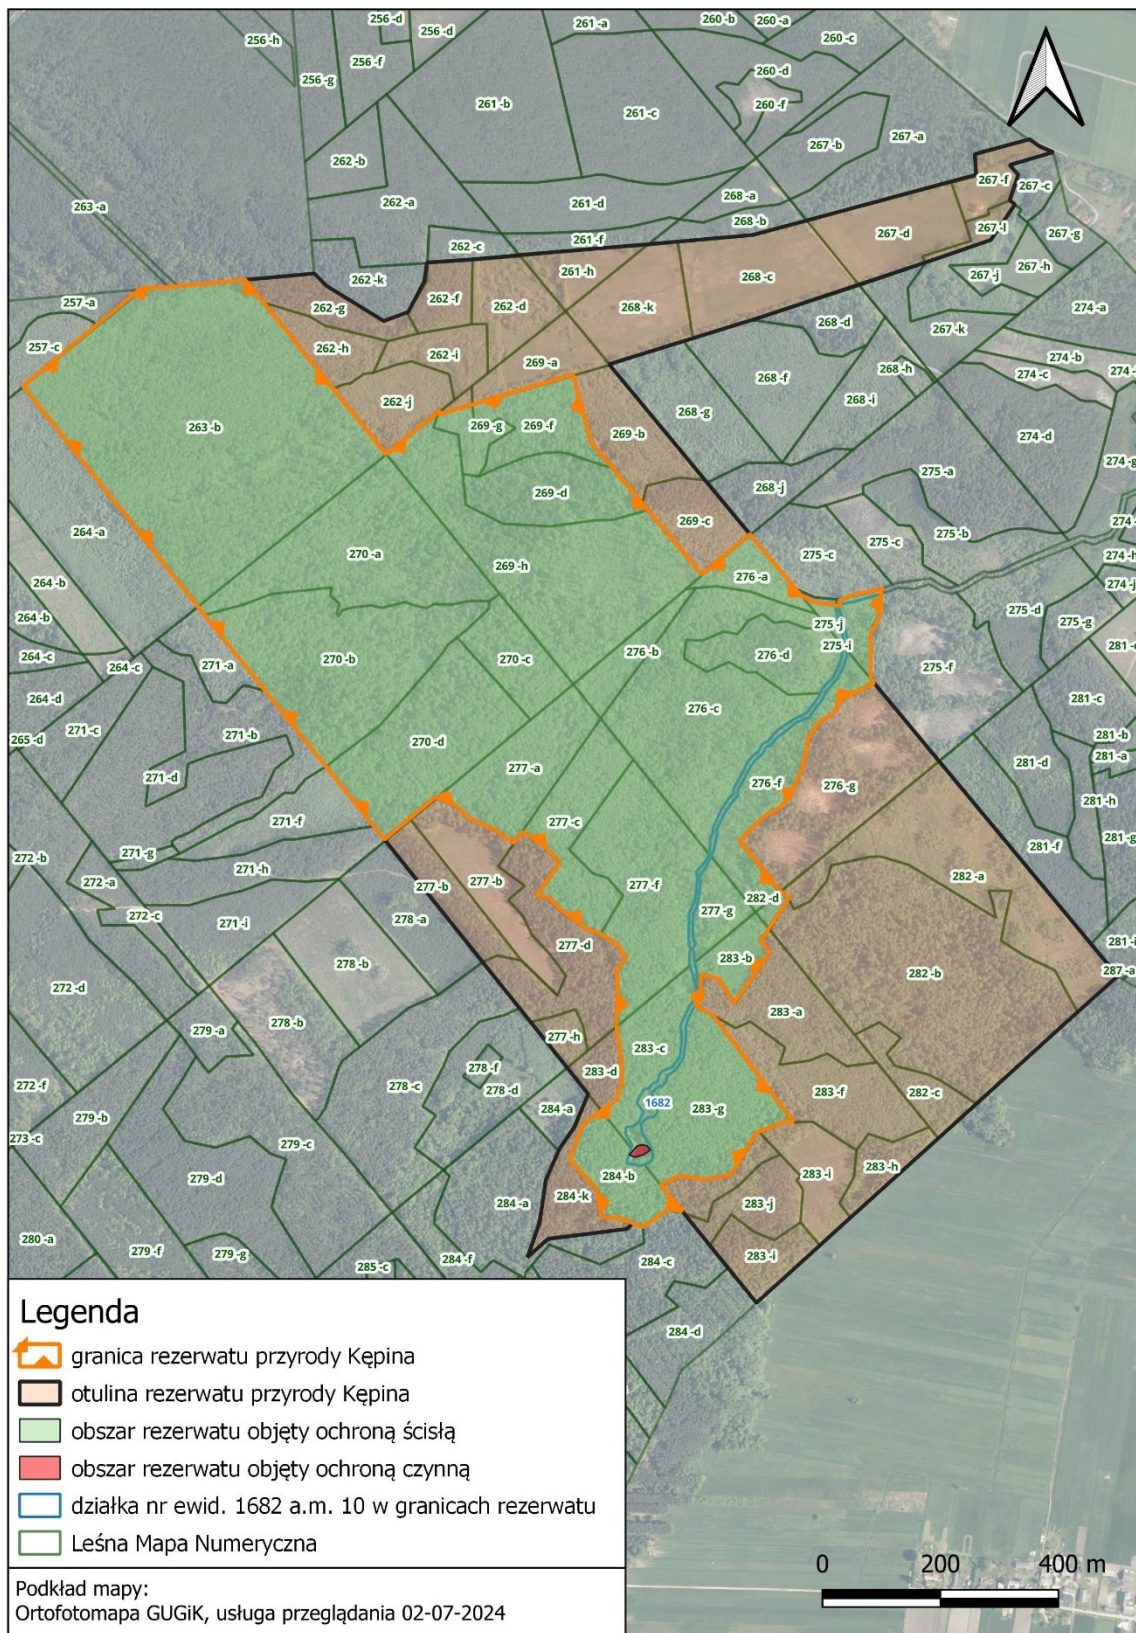 256 -d
261 -a
260 -b
260 -a
256 -h
256 -d
260 -c
256 -f
256 -g
260 -d
261 -b
260 -f
261 -c
267 -a
267 -b
262 -b
267 -f
267 -c
268 -a
262 -a
261 -d
263 -a
268 -b
267 -l
267 -d
267 -g
262 -c
261 -f
267 -h
261 -h
268 -c
267 -j
262 -k
257 -a
262 -g
262 -f
262 -d
268 -k
274 -a
268 -d
267 -k
257 -c
262 -h
262 -i
269 -a
274 -b
268 -h
274 -c
274 -
268 -f
262 -j
268 -i
268 -g
263 -b
269 -g
269 -f
269 -b
274 -d
274 -g
275 -a
269 -d
268 -j
269 -c
274 -
264 -a
275 -c
275 -b
270 -a
275 -c
274 -h
269 -h
276 -a
264 -b
274 -j
275 -d
264 -b
275 -j
275 -g
275 -i
281 -c
264 -c
264 -c
271 -a
270 -b
270 -c
276 -b
276 -d
275 -f
264 -d
281 -c
276 -c
271 -c
265 -d
271 -b
270 -d
281 -b
281 -a
277 -a
281 -d
271 -d
276 -f
276 -g
281 -h
271 -f
277 -c
281 -g
271 -g
281 -f
272 -b
271 -h
277 -b
277 -b
277 -f
282 -a
272 -a
282 -d
272 -c
271 -i
278 -a
277 -g
277 -d
281 -i
278 -b
283 -b
282 -b
287 -a
272 -d
279 -a
278 -b
283 -a
277 -h
283 -c
278 -f
283 -d
272 -f
278 -c
278 -d
283 -f
282 -c
1682
284 -a
283 -g
279 -b
273 -c
279 -c
283 -h
279 -d
284 -b
283 -i
284 -a
284 -k
283 -j
280 -a
279 -f
279 -g
284 -f
283 -i
285 -c
284 -c
284 -d
Legenda
granica rezerwatu przyrody Kępina
otulina rezerwatu przyrody Kępina
obszar rezerwatu objęty ochroną ścisłą
obszar rezerwatu objęty ochroną czynną
działka nr ewid. 1682 a.m. 10 w granicach rezerwatu
Leśna Mapa Numeryczna
Podkład mapy:
Ortofotomapa GUGiK, usługa przeglądania 02-07-2024
0 200 400 m